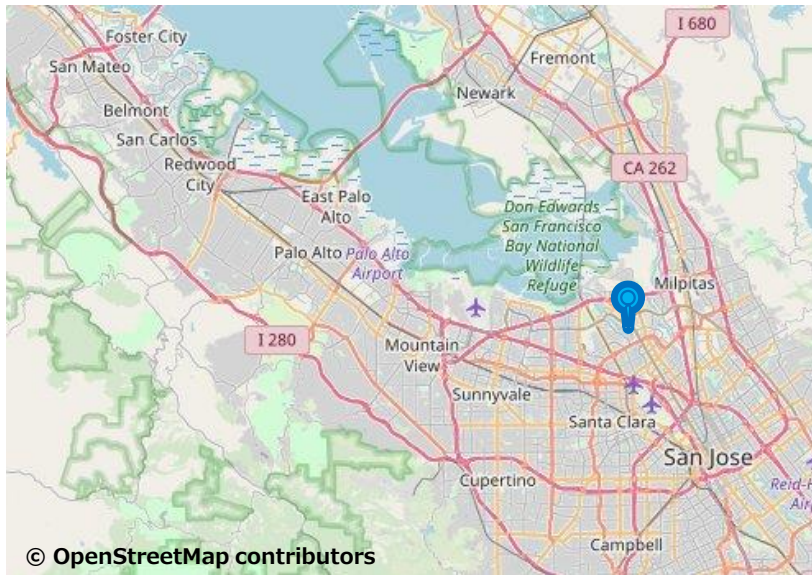 I 680
Foster City
Fremont
San Mateo
Newark
Belmont
San Carlos
CA 262
Redwood
City
East Palo
Alto
Don Edwards
San Francisco
Bay National
Wildlife
Refuge
Palo Alto
Palo Alto
Airport
Milpitas
I 280
Mountain
View
Sunnyvale
Santa Clara
San Jose
Cupertino
Campbell
© OpenStreetMap contributors